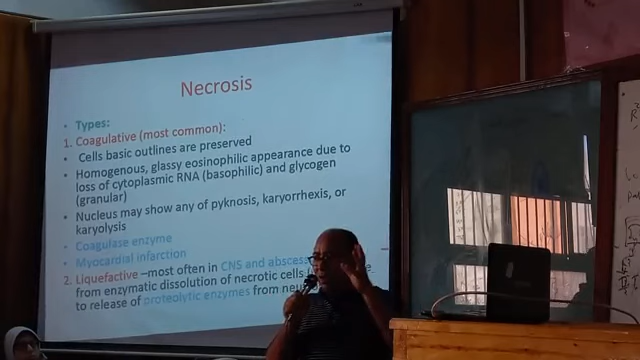 Necrosis
• Types:
1. Coagulative (most common):
• Cells basic outlines are preserved
• Homogenous, glassy eosinophilic appearance due to
loss of cytoplasmic RNA (basophilic) and glycogen
(granular)
• Nucleus may show any of pyknosis, karyorrhexis, or
karyolysis
• Coagulase enzyme
• Myocardial infarction
2. Liquefactive –most often in CNS and abscess
from enzymatic dissolution of necrotic cells
to release of proteolytic enzymes from